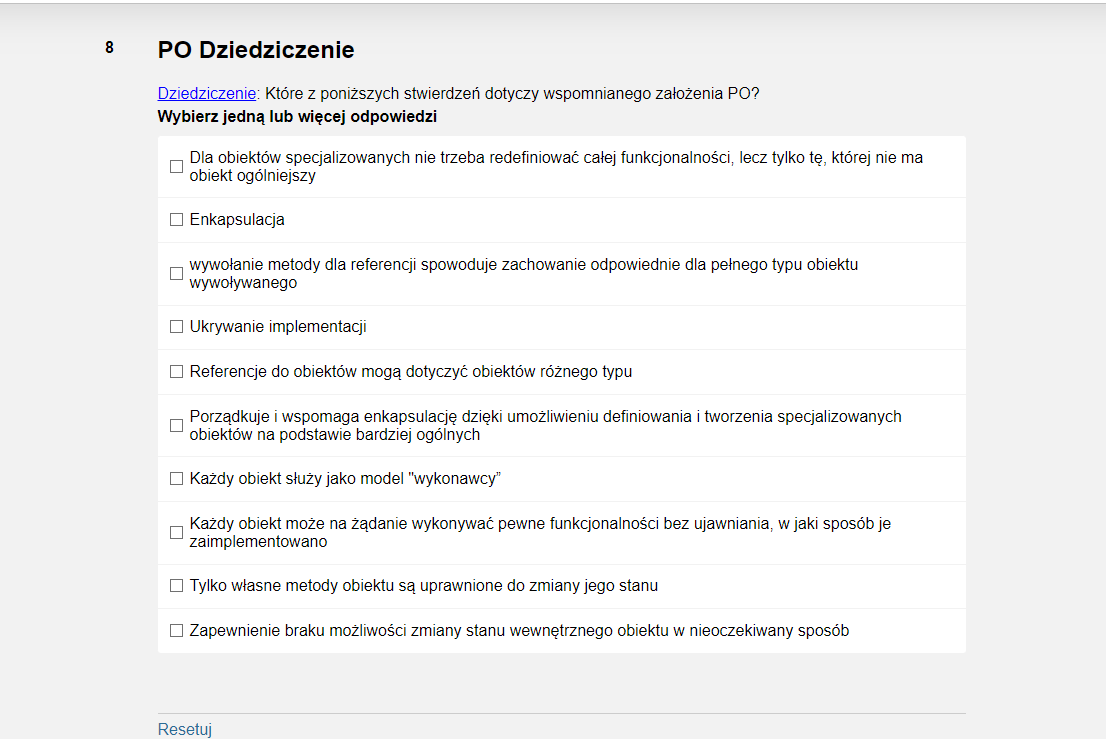 8
PO Dziedziczenie
Dziedziczenie: Które z poniższych stwierdzeń dotyczy wspomnianego założenia PO?
Wybierz jedną lub więcej odpowiedzi
Dla obiektów specjalizowanych nie trzeba redefiniować całej funkcjonalności, lecz tylko tę, której nie ma
obiekt ogólniejszy
Enkapsulacja
wywołanie metody dla referencji spowoduje zachowanie odpowiednie dla pełnego typu obiektu
wywoływanego
Ukrywanie implementacji
Referencje do obiektów mogą dotyczyć obiektów różnego typu
Porządkuje i wspomaga enkapsulację dzięki umożliwieniu definiowania i tworzenia specjalizowanych
obiektów na podstawie bardziej ogólnych
Każdy obiekt służy jako model "wykonawcy”
Każdy obiekt może na żądanie wykonywać pewne funkcjonalności bez ujawniania, w jaki sposób je
zaimplementowano
Tylko własne metody obiektu są uprawnione do zmiany jego stanu
Zapewnienie braku możliwości zmiany stanu wewnętrznego obiektu w nieoczekiwany sposób
Resetuj